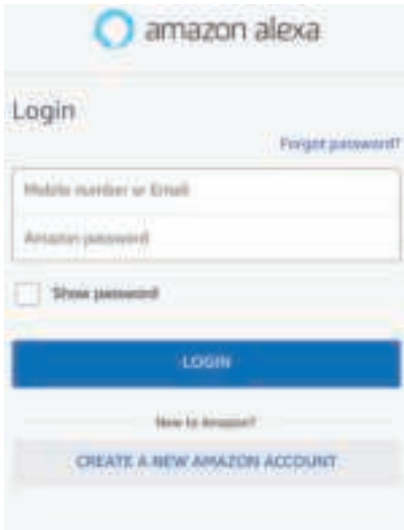 amazon alexa
Login
Forgot password?
Mobile number or Email
Amazon password
Show password
LOGIN
New to Amazon?
CREATE A NEW AMAZON ACCOUNT